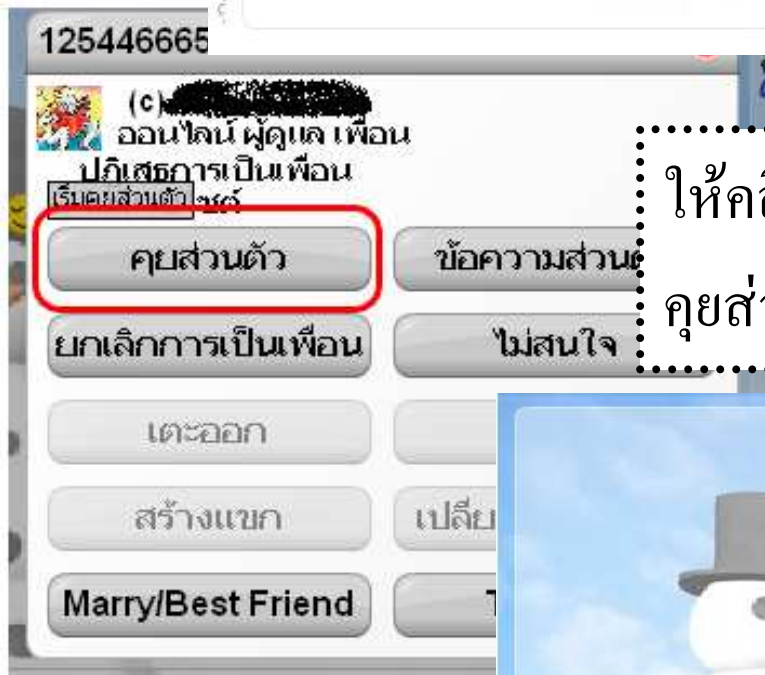 125446665
(c)
ออนไลน์ ผู้ดูแล เพื่อน
ปฏิเสธการเป็นเพื่อน
เริ่มคุยส่วนตัว
คุยส่วนตัว
ข้อความส่วน
ยกเลิกการเป็นเพื่อน
ไม่สนใจ
เตะออก
สร้างแขก
เปลี่ย
Marry/Best Friend
ให้คลิ
คุยส่ว